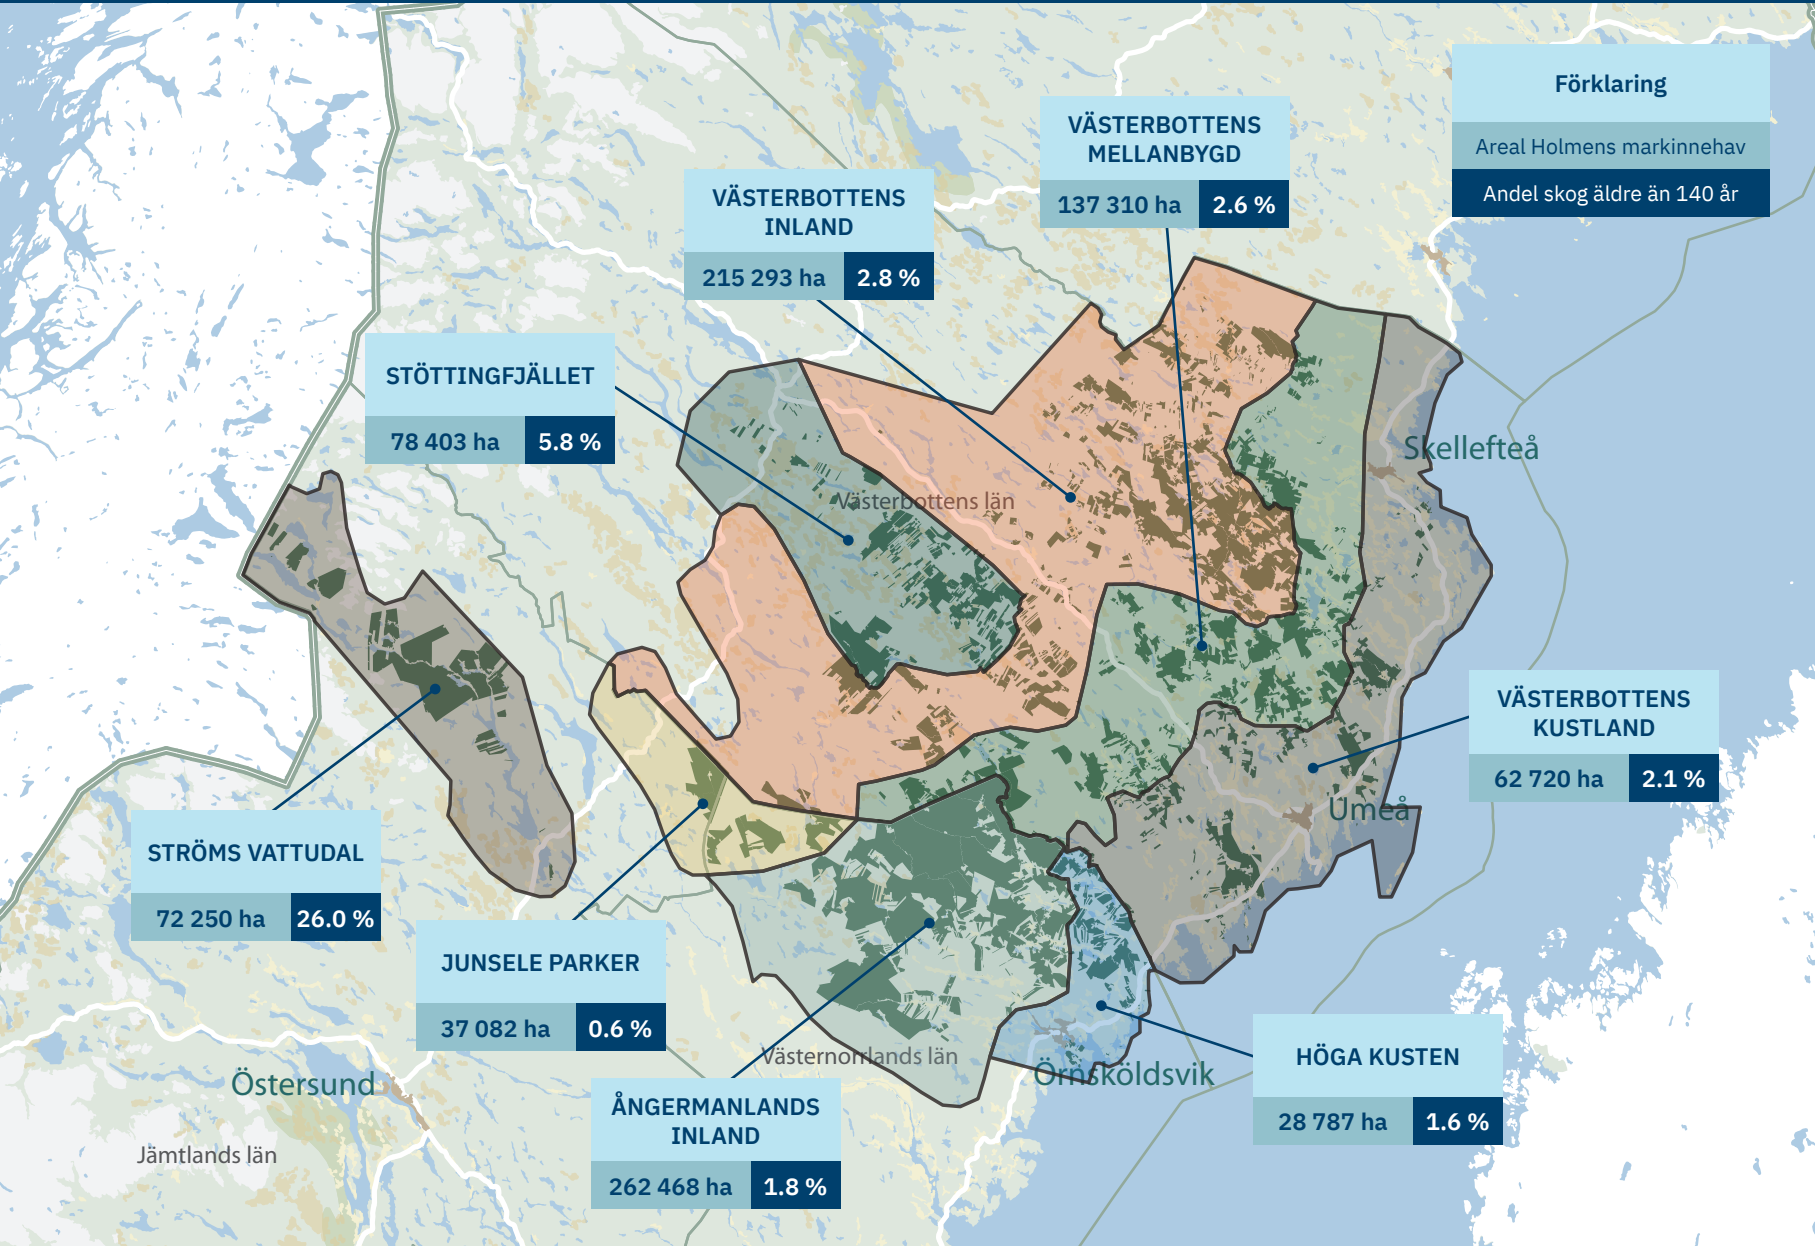 Förklaring
Areal Holmens markinnehav
Andel skog äldre än 140 år
VÄSTERBOTTENS
MELLANBYGD
137 310 ha
2.6 %
VÄSTERBOTTENS
INLAND
215 293 ha
2.8 %
STÖTTINGFJÄLLET
78 403 ha
5.8 %
Skellefteå
Västerbottens län
VÄSTERBOTTENS
KUSTLAND
62 720 ha
2.1 %
Umeå
STRÖMS VATTUDAL
72 250 ha
26.0 %
JUNSELE PARKER
37 082 ha
0.6 %
Västernorrlands län
Örnsköldsvik
HÖGA KUSTEN
28 787 ha
1.6 %
Östersund
ÅNGERMANLANDS
INLAND
262 468 ha
1.8 %
Jämtlands län